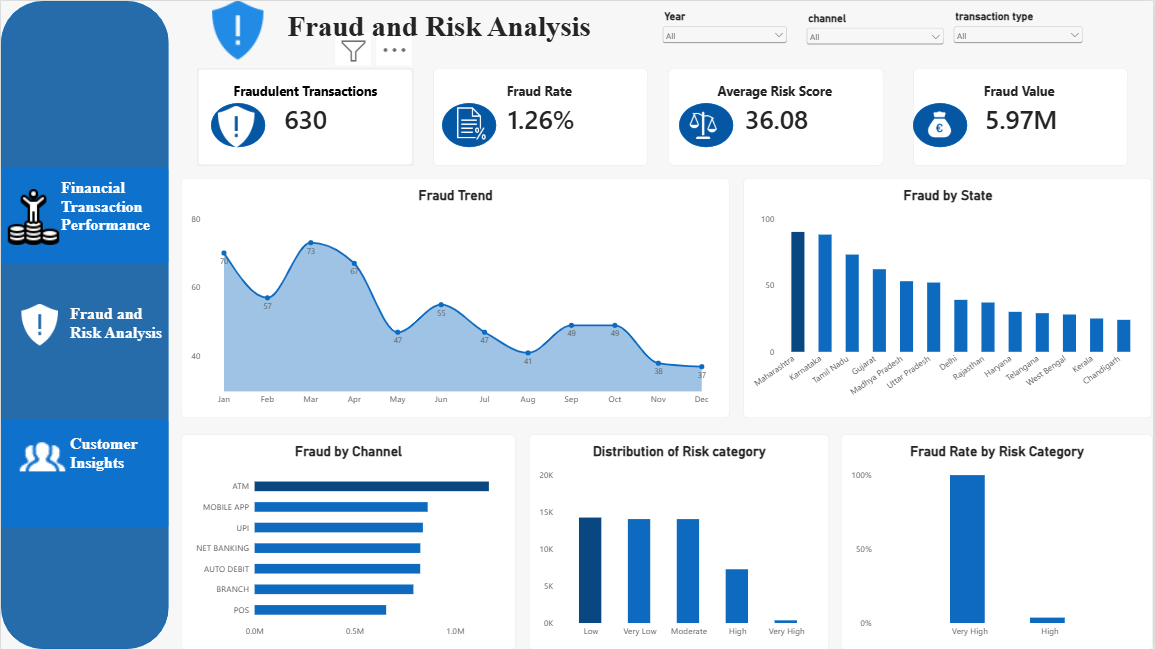 Fraud and Risk Analysis
Year
All
channel
All
transaction type
All
Fraudulent Transactions
630
Fraud Rate
1.26%
Average Risk Score
36.08
Fraud Value
5.97M
Financial
Transaction
Performance
Fraud and
Risk Analysis
Customer
Insights
Fraud Trend
80
60
40
70
57
73
67
47
55
47
41
49
49
38
37
Jan Feb Mar Apr May Jun Jul Aug Sep Oct Nov Dec
Fraud by State
100
50
0
Maharashtra
Karnataka
Tamil Nadu
Gujarat
Madhya Pradesh
Uttar Pradesh
Delhi
Rajasthan
Haryana
Telangana
West Bengal
Kerala
Chandigarh
Fraud by Channel
ATM
MOBILE APP
UPI
NET BANKING
AUTO DEBIT
BRANCH
POS
0.0M 0.5M 1.0M
Distribution of Risk category
20K
15K
10K
5K
0K
Low Very Low Moderate High Very High
Fraud Rate by Risk Category
100%
50%
0%
Very High High